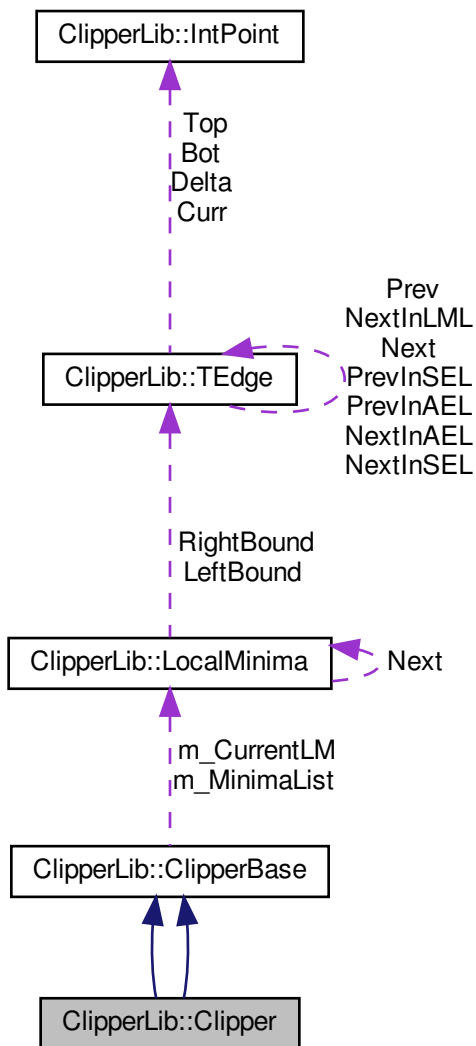 ClipperLib::IntPoint
Top
Bot
Delta
Curr
Prev
NextInLML
Next
PrevInSEL
PrevInAEL
NextInAEL
NextInSEL
ClipperLib::TEdge
RightBound
LeftBound
ClipperLib::LocalMinima
Next
m_CurrentLM
m_MinimaList
ClipperLib::ClipperBase
ClipperLib::Clipper